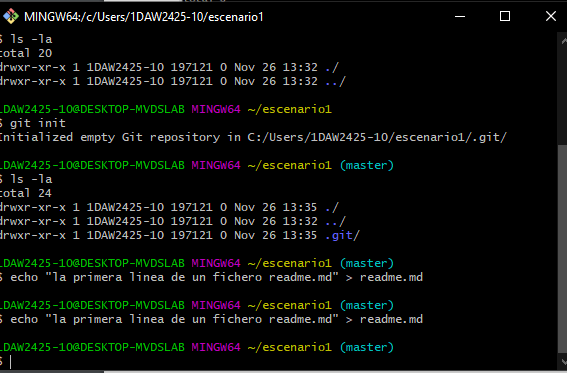 MINGW64:/c/Users/1DAW2425-10/escenario1
$ ls -la
total 20
drwxr-xr-x 1 1DAW2425-10 197121 0 Nov 26 13:32 ./
drwxr-xr-x 1 1DAW2425-10 197121 0 Nov 26 13:32 ../
1DAW2425-10@DESKTOP-MVDSLAB MINGW64 ~/escenario1
$ git init
Initialized empty Git repository in C:/Users/1DAW2425-10/escenario1/.git/
1DAW2425-10@DESKTOP-MVDSLAB MINGW64 ~/escenario1 (master)
$ ls -la
total 24
drwxr-xr-x 1 1DAW2425-10 197121 0 Nov 26 13:35 ./
drwxr-xr-x 1 1DAW2425-10 197121 0 Nov 26 13:32 ../
drwxr-xr-x 1 1DAW2425-10 197121 0 Nov 26 13:35 .git/
1DAW2425-10@DESKTOP-MVDSLAB MINGW64 ~/escenario1 (master)
$ echo "la primera linea de un fichero readme.md" > readme.md
1DAW2425-10@DESKTOP-MVDSLAB MINGW64 ~/escenario1 (master)
$ echo "la primera linea de un fichero readme.md" > readme.md
1DAW2425-10@DESKTOP-MVDSLAB MINGW64 ~/escenario1 (master)
$